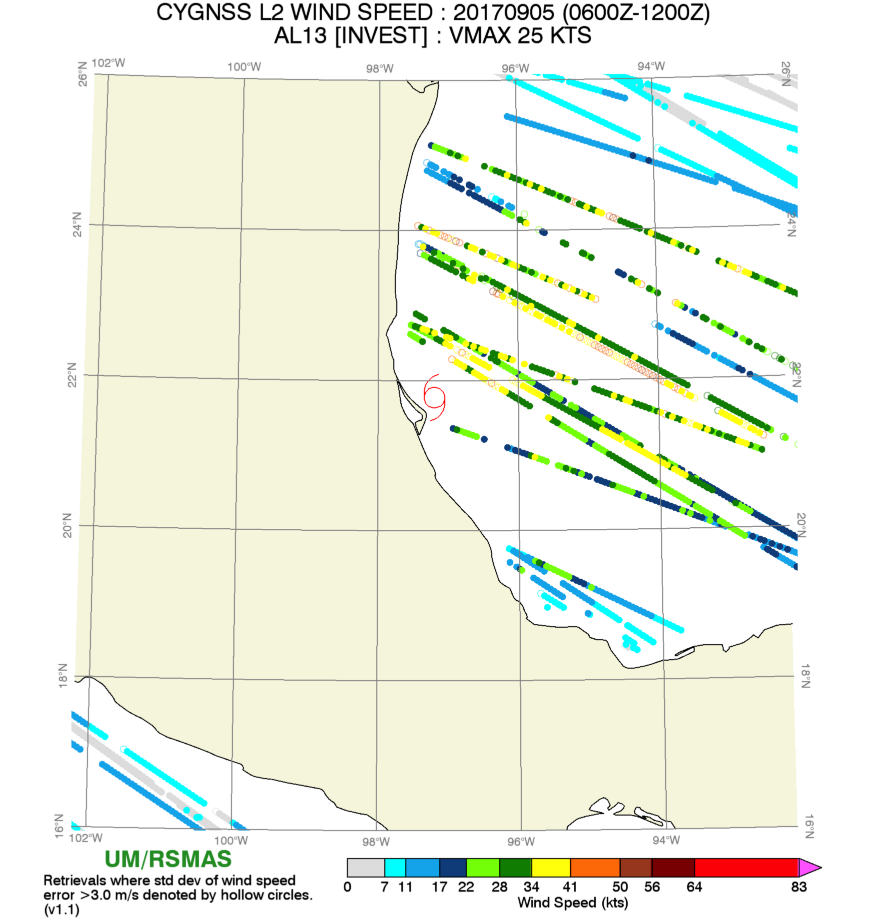 CYGNSS L2 WIND SPEED : 20170905 (0600Z-1200Z)
AL13 [INVEST] : VMAX 25 KTS
102°W 100°W 98°W 96°W 94°W
26°N 26°N
24°N 24°N
22°N 22°N
20°N 20°N
18°N 18°N
16°N 16°N
102°W 100°W 98°W 96°W 94°W
UM/RSMAS
Retrievals where std dev of wind speed
error >3.0 m/s denoted by hollow circles.
(v1.1)
0 7 11 17 22 28 34 41 50 56 64 83
Wind Speed (kts)